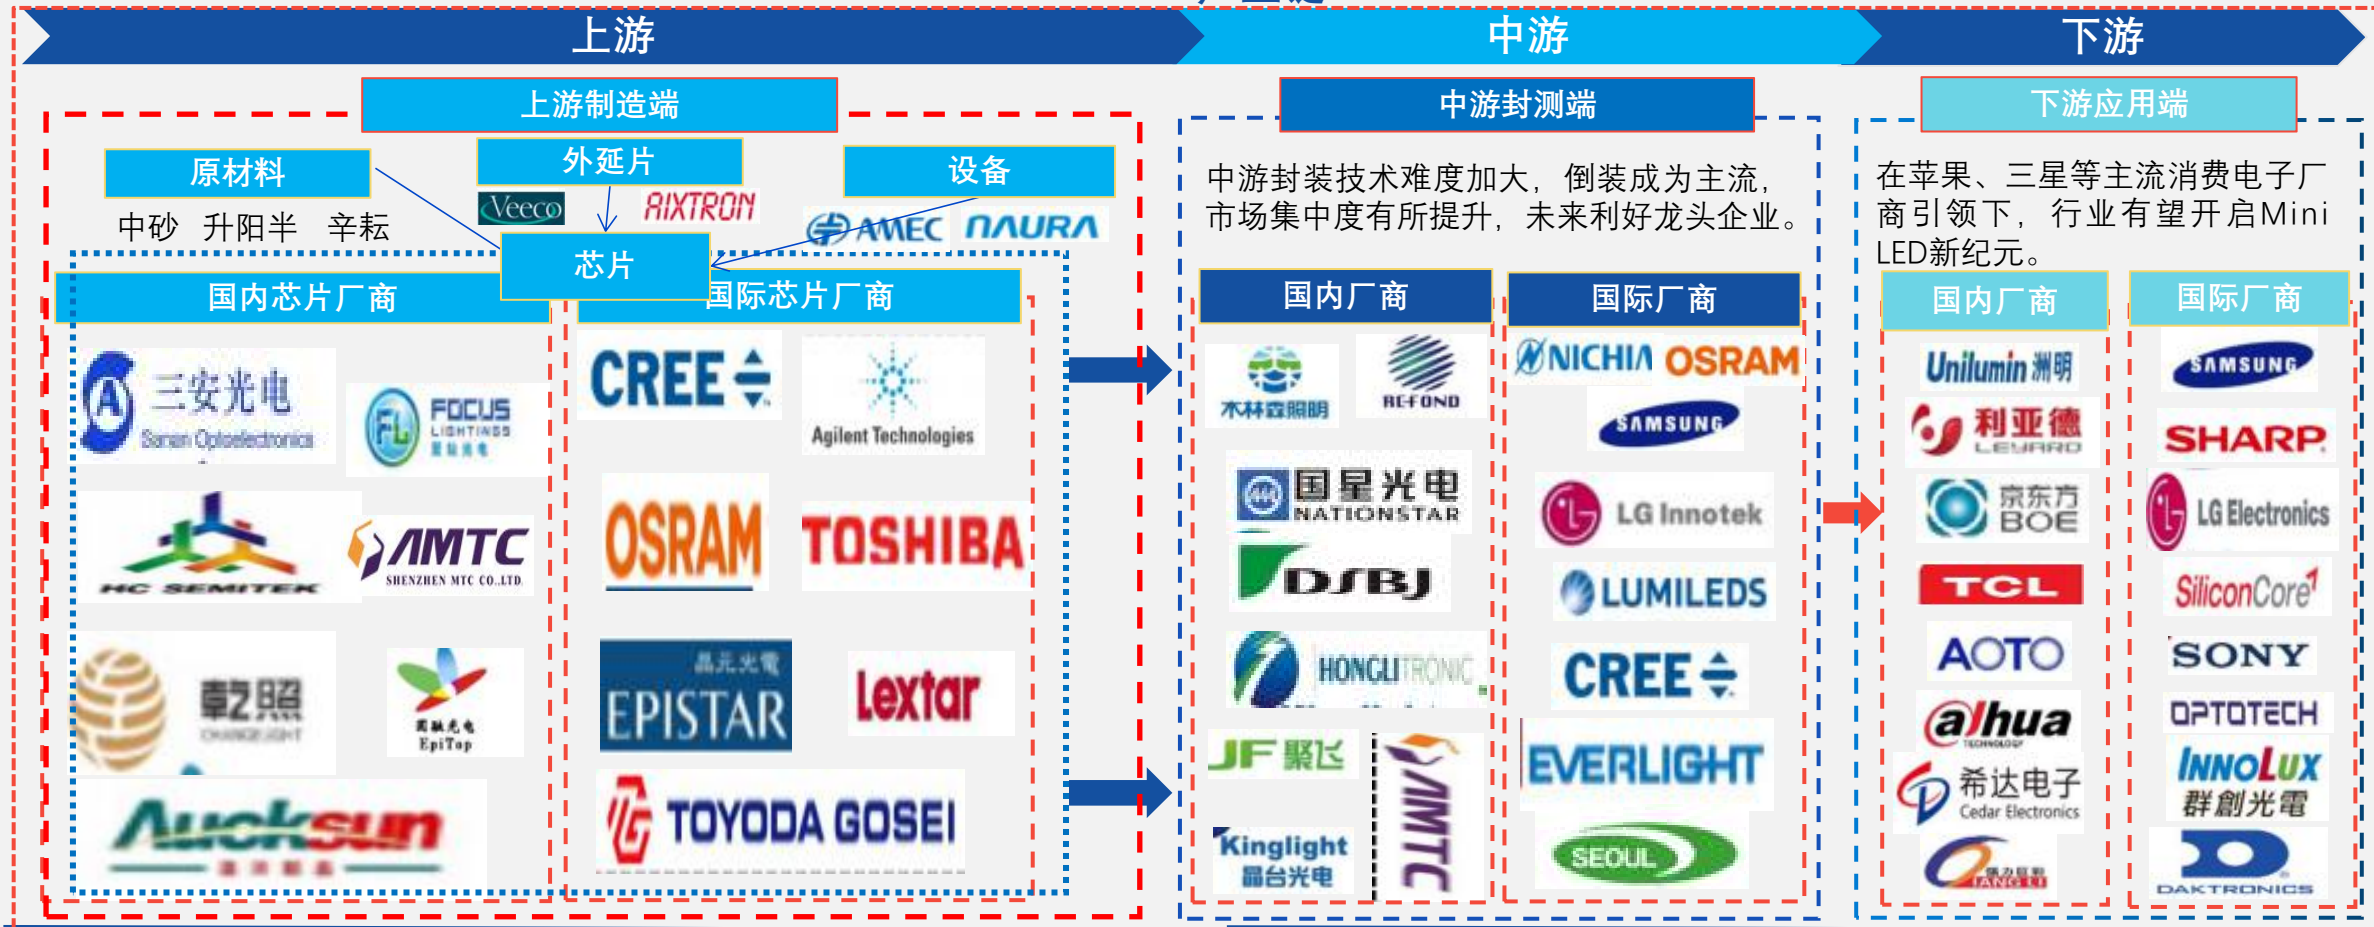 上游
中游
下游
上游制造端
原材料
外延片
设备
Veeco
AIXTRON
中砂 升阳半 辛耘
AMEC
NAURA
芯片
国内芯片厂商
国际芯片厂商
三安光电
Sanan Optoelectronics
FOCUS
LIGHTINGS
HC SEMITEK
AMTC
SHENZHEN MTC CO.,LTD.
乾照
CHANGELIGHT
EpiTop
Aucksun
CREE
Agilent Technologies
OSRAM
TOSHIBA
晶元光電
EPISTAR
Lextar
TOYODA GOSEI
中游封测端
中游封装技术难度加大，倒装成为主流，
市场集中度有所提升，未来利好龙头企业。
国内厂商
国际厂商
木林森照明
REFOND
国星光电
NATIONSTAR
DSBJ
HONGLITRONIC
JF 聚飞
AMTC
Kinglight
晶台光电
NICHIA
OSRAM
SAMSUNG
LG Innotek
LUMILEDS
CREE
EVERLIGHT
SEOUL
下游应用端
在苹果、三星等主流消费电子厂
商引领下，行业有望开启Mini
LED新纪元。
国内厂商
国际厂商
Unilumin 洲明
利亚德
LEYARD
京东方
BOE
TCL
AOTO
alhua
TECHNOLOGY
希达电子
Cedar Electronics
SAMSUNG
SHARP
LG Electronics
SiliconCore
SONY
OPTOTECH
INNOLUX
群創光電
DAKTRONICS